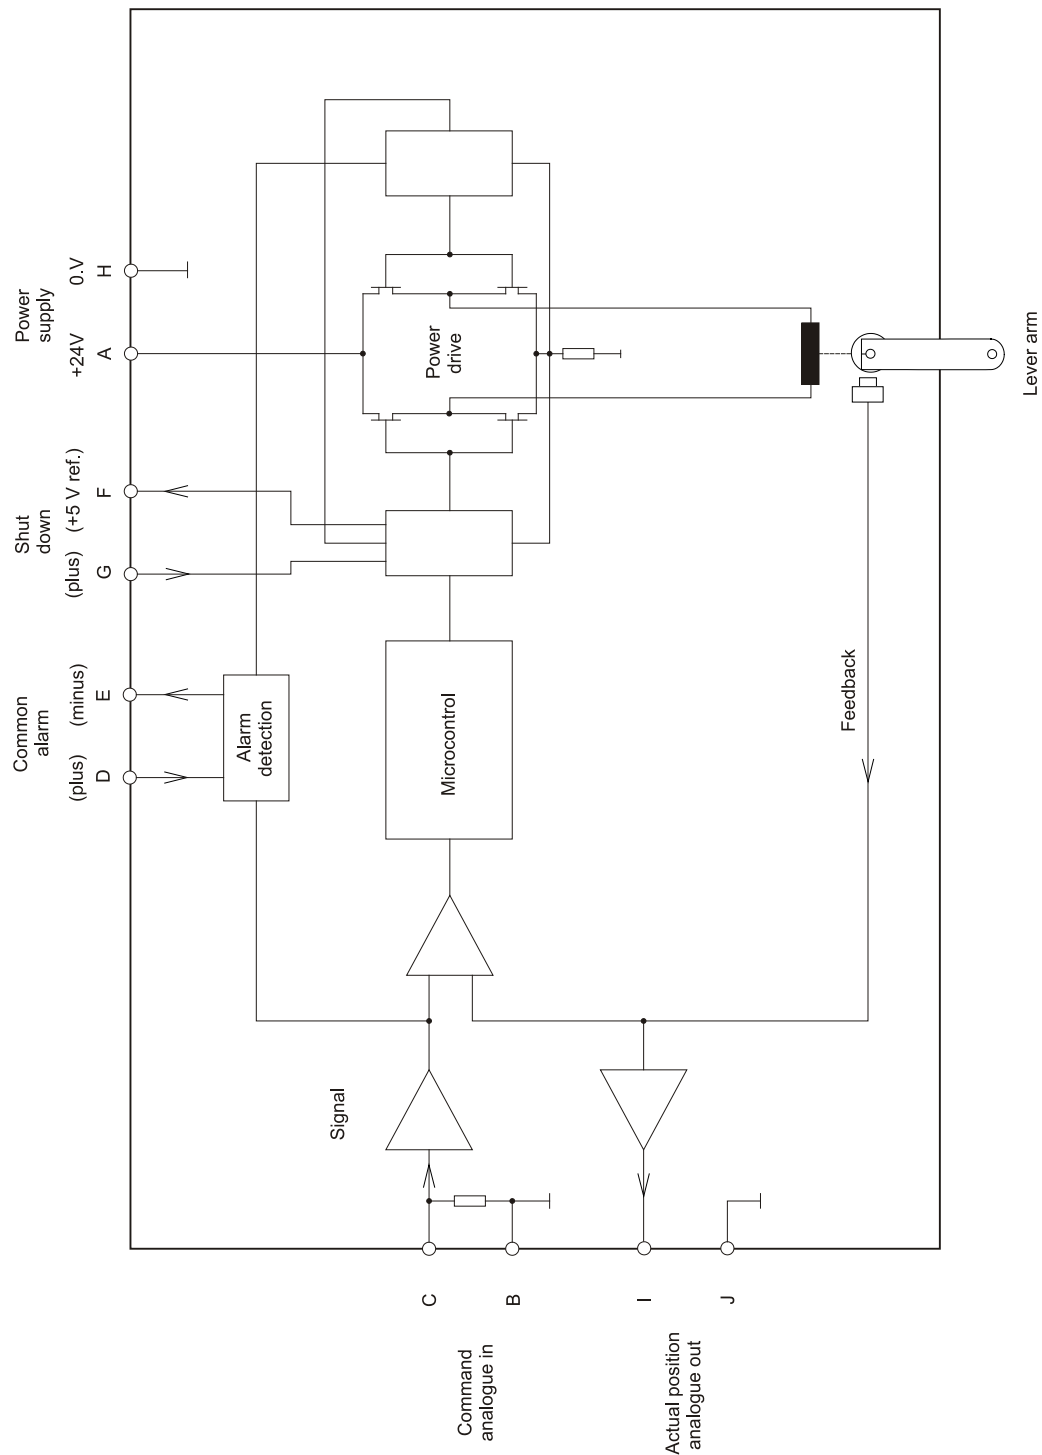 Common
alarm
(plus)
(minus)
D
E
Shut
down
(plus)
(+5 V ref.)
G
F
Power
supply
+24V
0.V
A
H
Alarm
detection
Signal
Microcontrol
Power
drive
Feedback
Lever arm
C
B
Command
analogue in
I
J
Actual position
analogue out